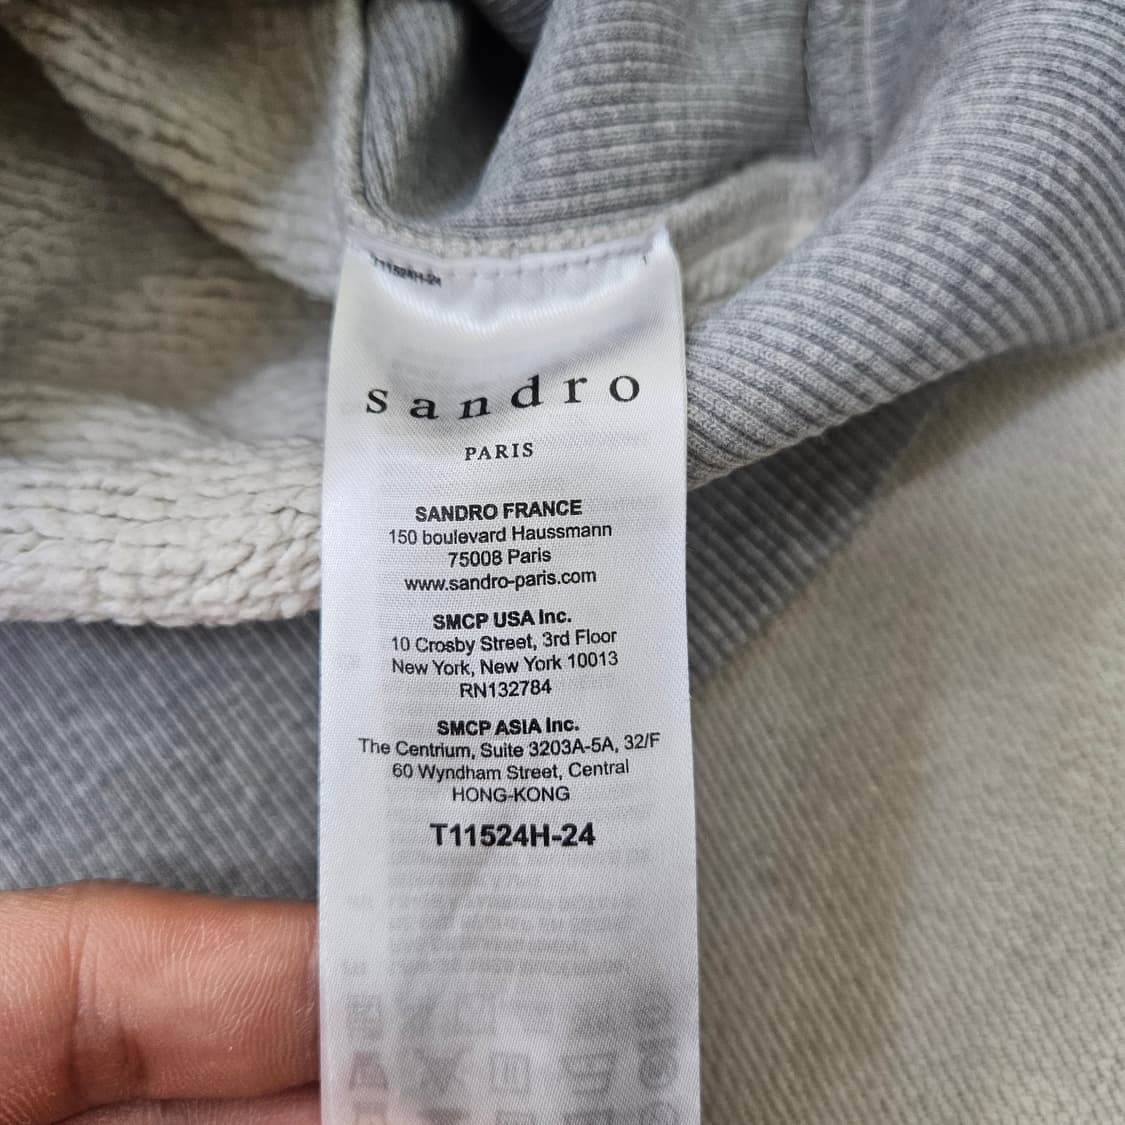 T11524H-24
sandro
PARIS
SANDRO FRANCE
150 boulevard Haussmann
75008 Paris
www.sandro-paris.com
SMCP USA Inc.
10 Crosby Street, 3rd Floor
New York, New York 10013
RN132784
SMCP ASIA Inc.
The Centrium, Suite 3203A-5A, 32/F
60 Wyndham Street, Central
HONG-KONG
T11524H-24